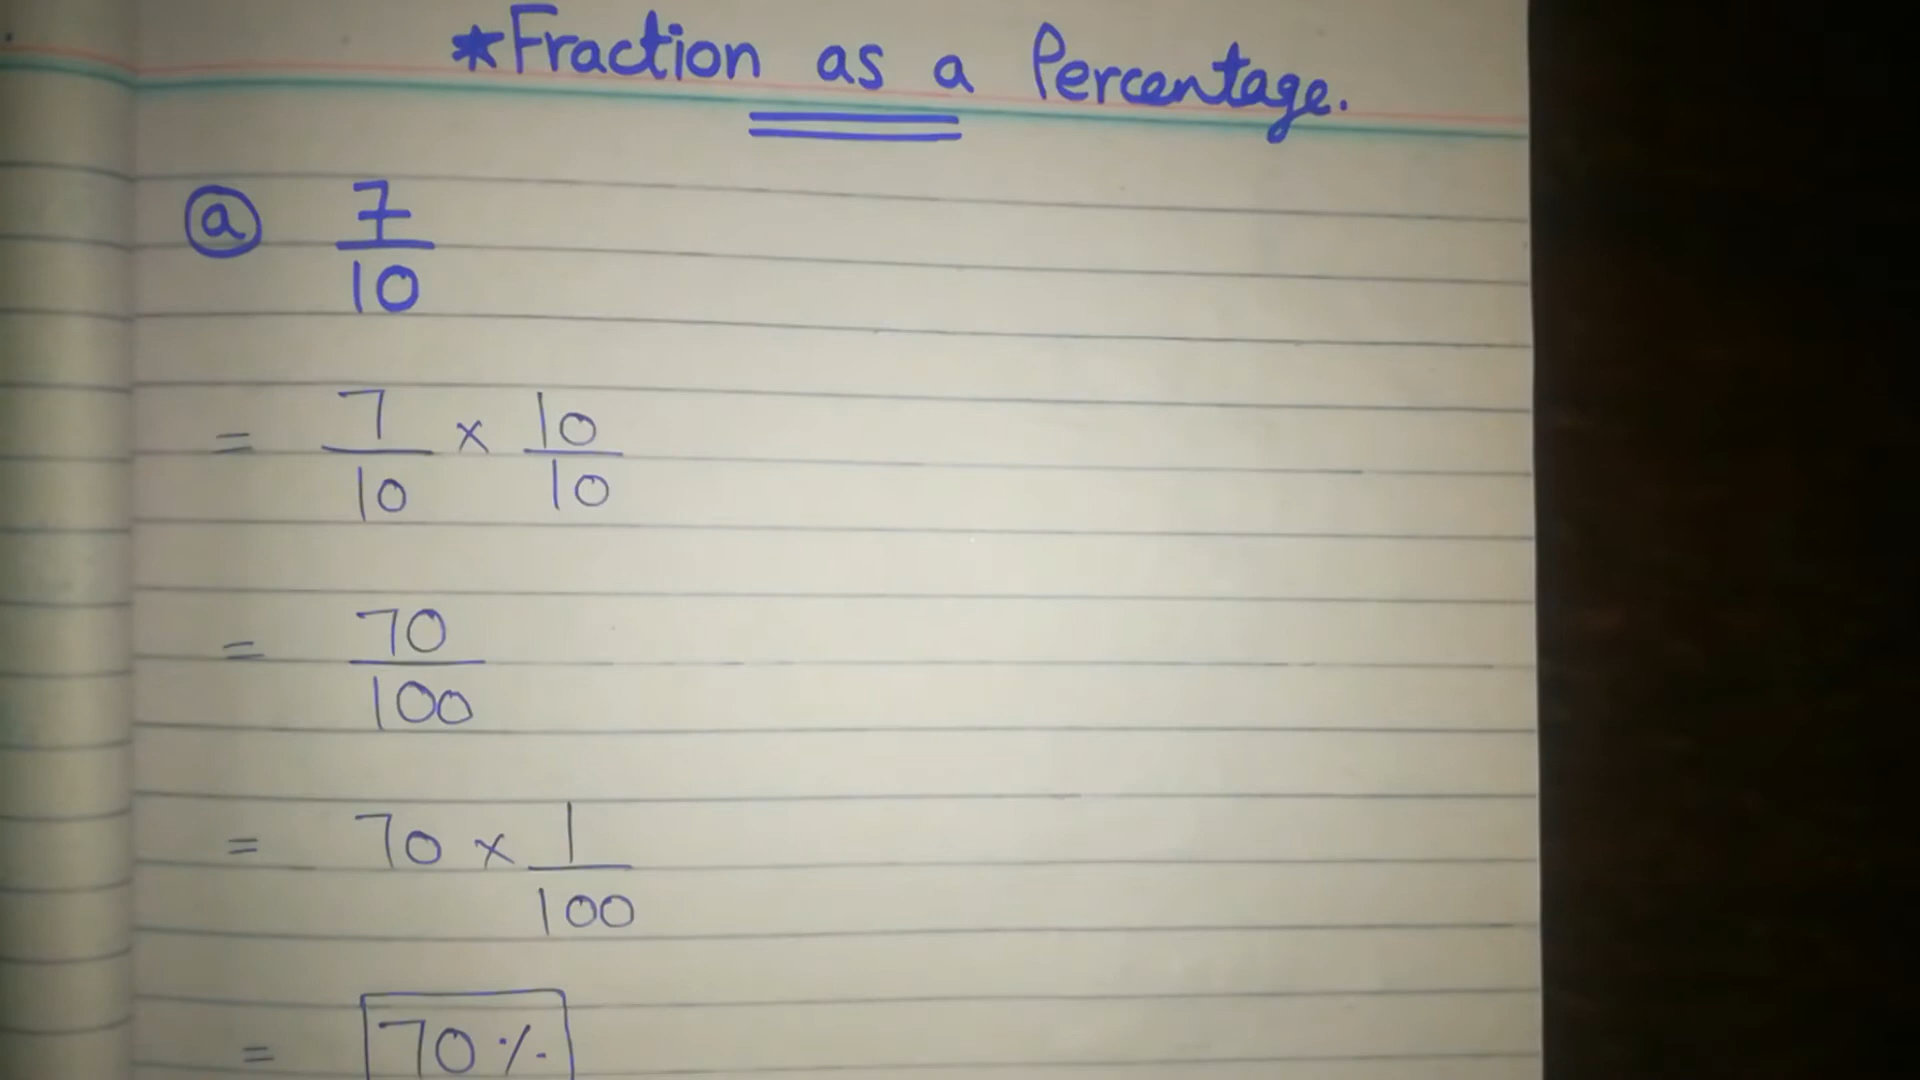 *Fraction as a Percentage.
ⓐ 7/10
= 7/10 × 10/10
= 70/100
= 70 × 1/100
= 70%